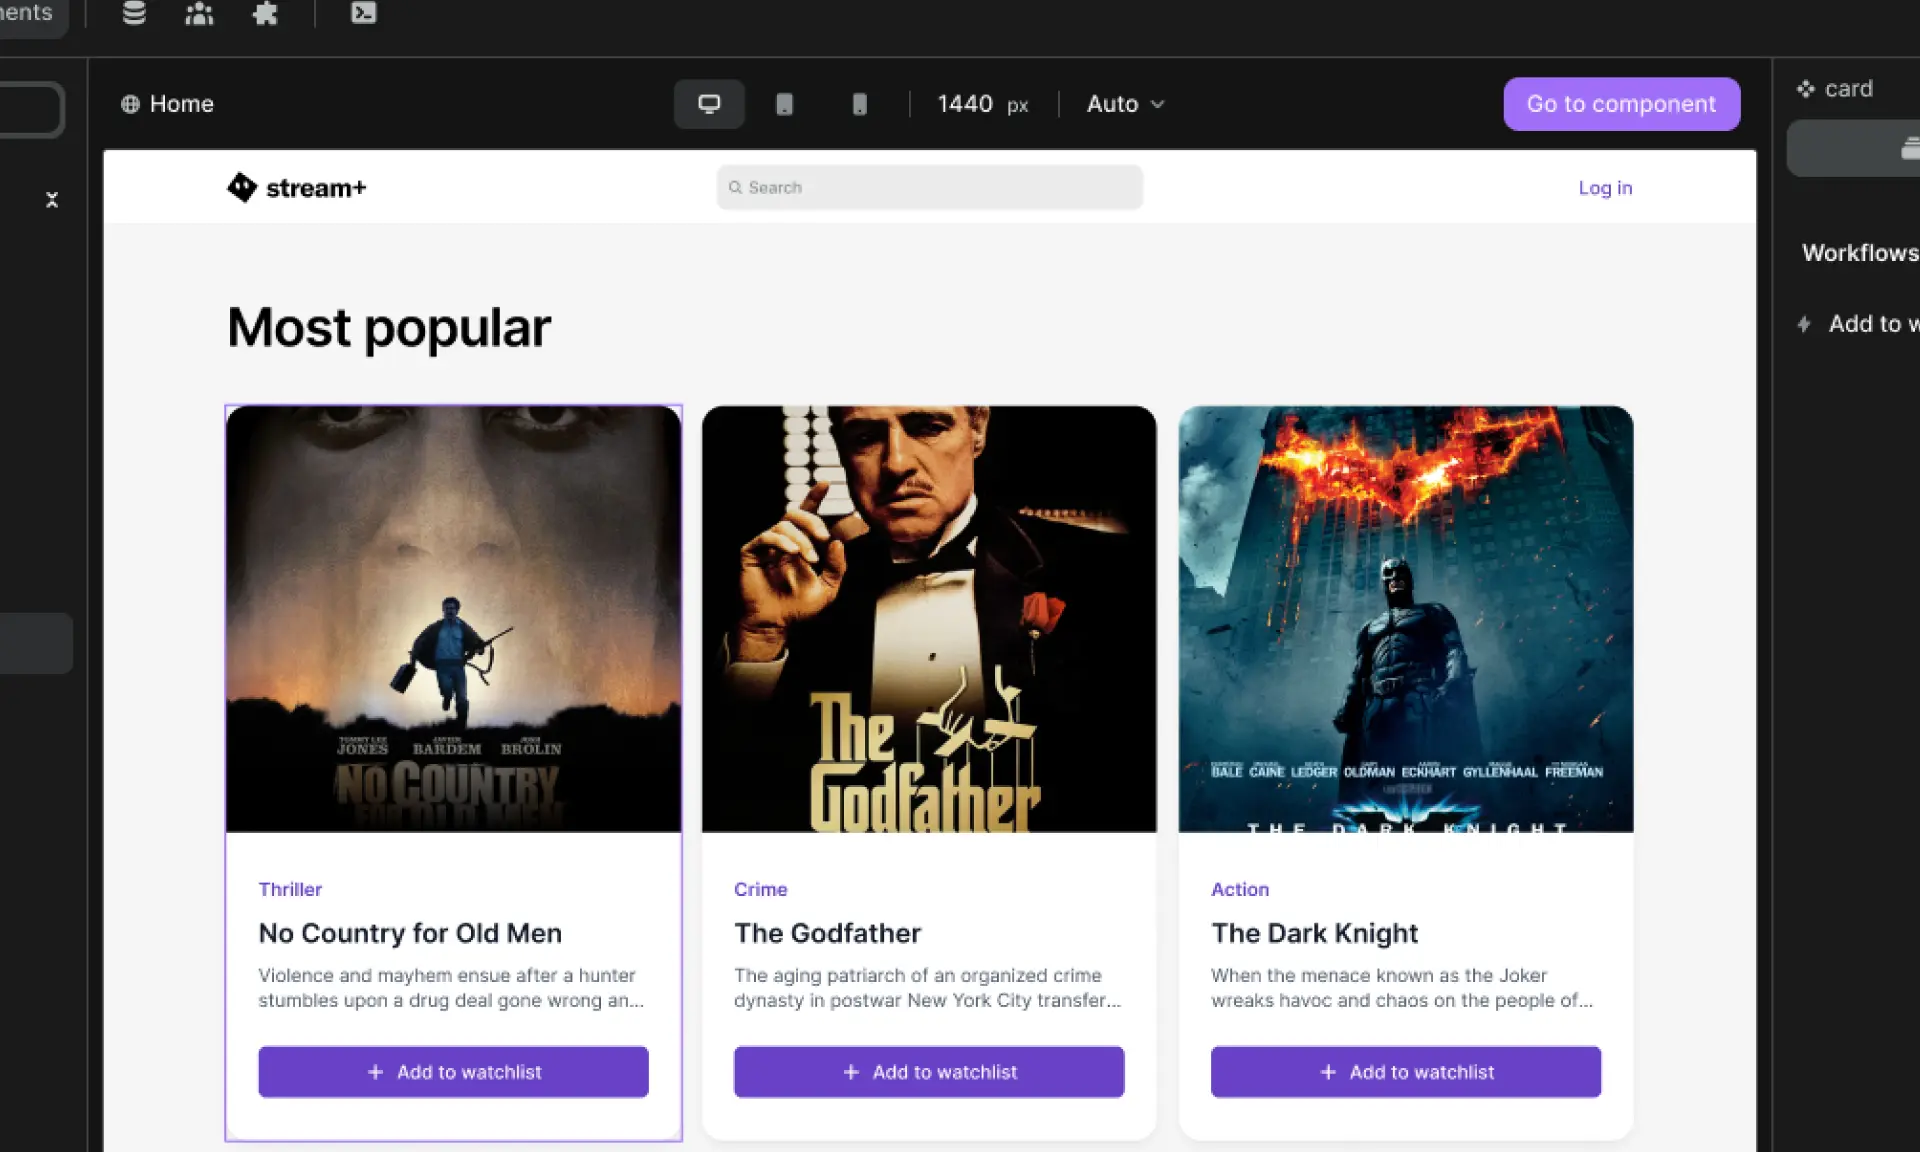 Home
1440 px
Auto
Go to component
card
stream+
Search
Log in
Workflows
Add to
Most popular
JONES BARDEM BROLIN
NO COUNTRY
FOR OLD MEN
The
Godfather
BALE CAINE LEDGER OLDMAN ECKHART GYLLENHAAL FREEMAN
THE DARK KNIGHT
Thriller
No Country for Old Men
Violence and mayhem ensue after a hunter
stumbles upon a drug deal gone wrong an...
Add to watchlist
Crime
The Godfather
The aging patriarch of an organized crime
dynasty in postwar New York City transfer...
Add to watchlist
Action
The Dark Knight
When the menace known as the Joker
wreaks havoc and chaos on the people of...
Add to watchlist